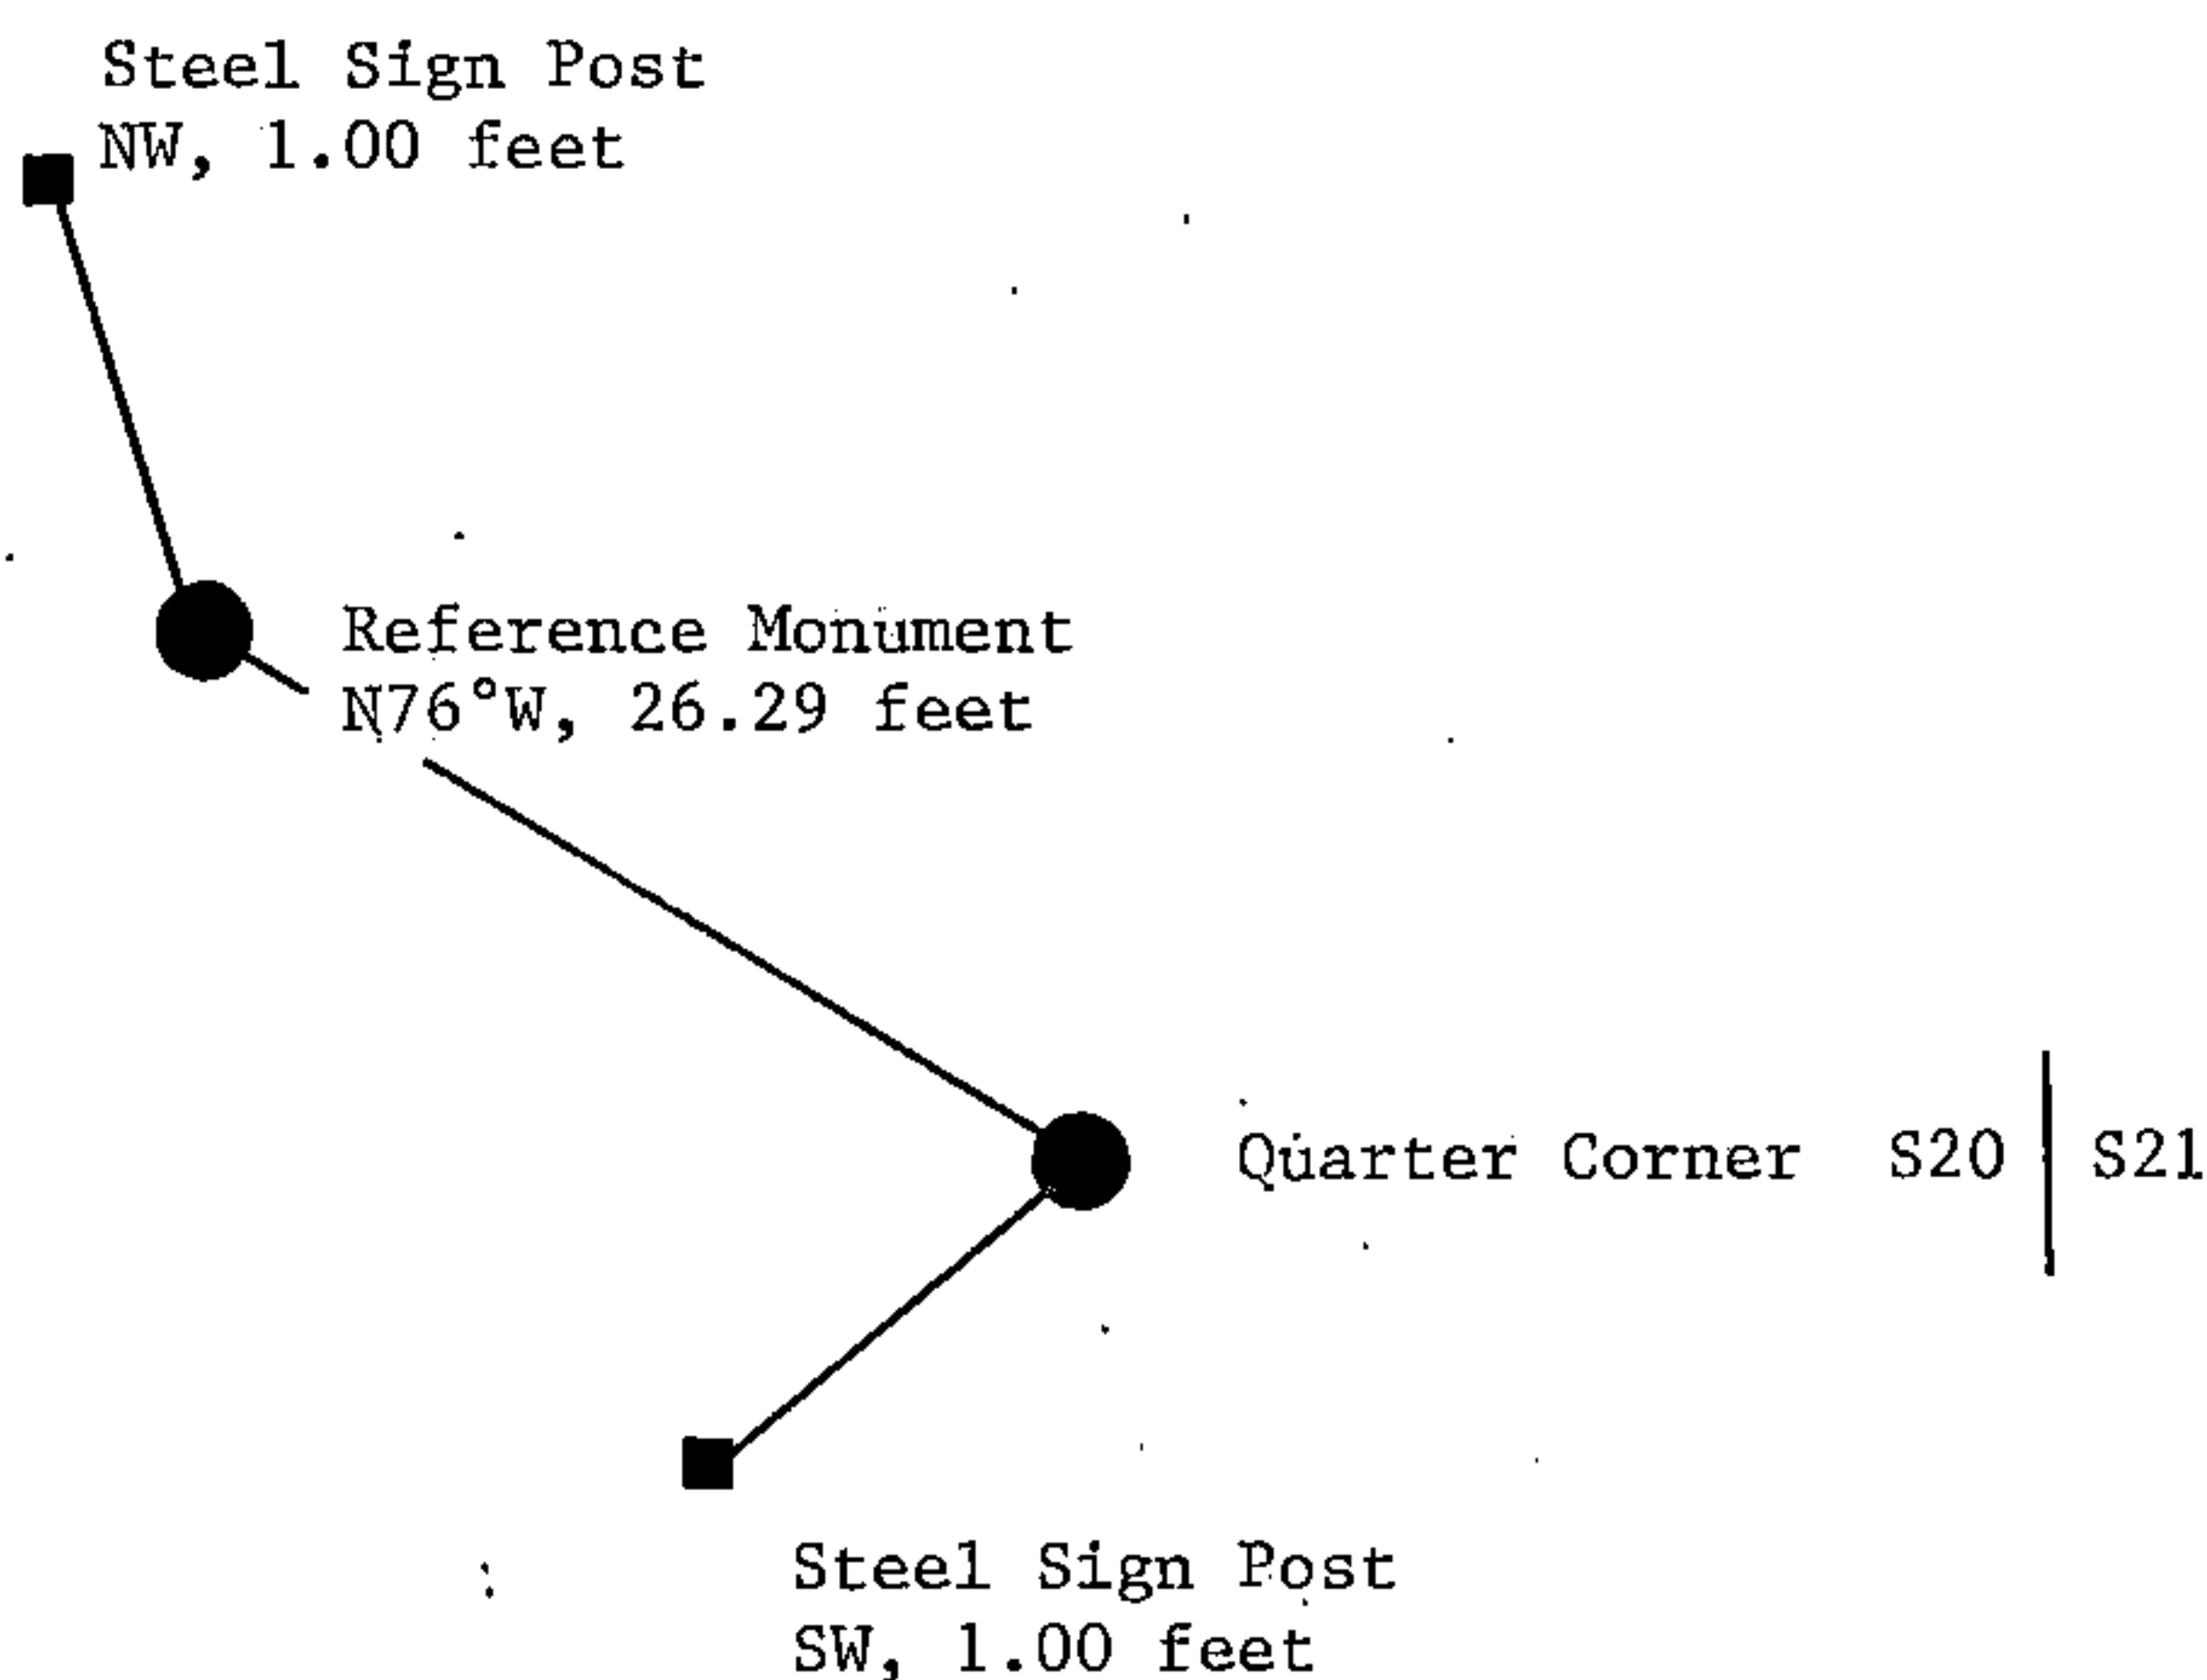 Steel Sign Post
NW, 1.00 feet
Reference Monument
N76°W, 26.29 feet
Quarter Corner S20 | S21
Steel Sign Post
SW, 1.00 feet